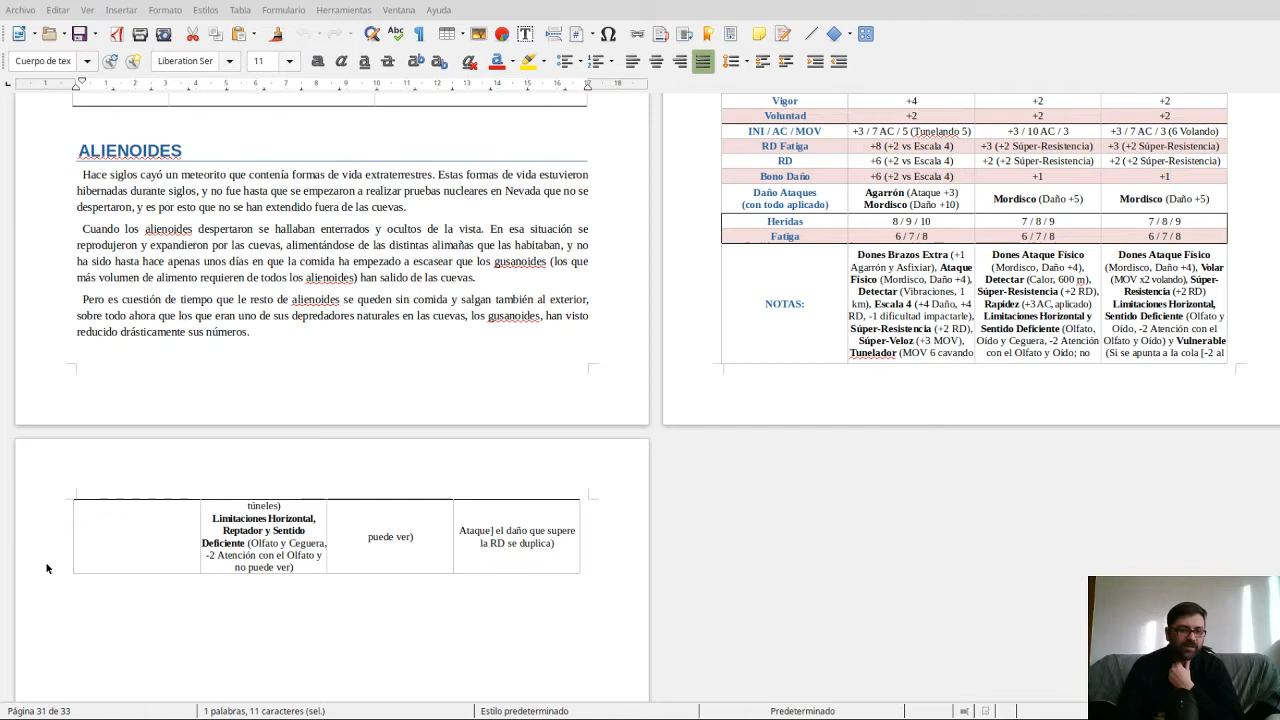 Archivo Editar Ver Insertar Formato Estilos Tabla Formulario Herramientas Ventana Ayuda
Cuerpo de tex Liberation Ser 11
1 1 2 3 4 5 6 7 8 9 10 11 12 13 14 15 16 17 18
ALIENOIDES
Hace siglos cayó un meteorito que contenía formas de vida extraterrestres. Estas formas de vida estuvieron
hibernadas durante siglos, y no fue hasta que se empezaron a realizar pruebas nucleares en Nevada que no se
despertaron, y es por esto que no se han extendido fuera de las cuevas.
Cuando los alienoides despertaron se hallaban enterrados y ocultos de la vista. En esa situación se
reprodujeron y expandieron por las cuevas, alimentándose de las distintas alimañas que las habitaban, y no
ha sido hasta hace apenas unos días en que la comida ha empezado a escasear que los gusanoides (los que
más volumen de alimento requieren de todos los alienoides) han salido de las cuevas.
Pero es cuestión de tiempo que le resto de alienoides se queden sin comida y salgan también al exterior,
sobre todo ahora que los que eran uno de sus depredadores naturales en las cuevas, los gusanoides, han visto
reducido drásticamente sus números.
Vigor +4 +2 +2
Voluntad +2 +2 +2
INI / AC / MOV +3 / 7 AC / 5 (Tunelando 5) +3 / 10 AC / 3 +3 / 7 AC / 3 (6 Volando)
RD Fatiga +8 (+2 vs Escala 4) +3 (+2 Súper-Resistencia) +3 (+2 Súper-Resistencia)
RD +6 (+2 vs Escala 4) +2 (+2 Súper-Resistencia) +2 (+2 Súper-Resistencia)
Bono Daño +6 (+2 vs Escala 4) +1 +1
Daño Ataques
(con todo aplicado)
Agarrón (Ataque +3)
Mordisco (Daño +10)
Mordisco (Daño +5)
Mordisco (Daño +5)
Heridas 8 / 9 / 10 7 / 8 / 9 7 / 8 / 9
Fatiga 6 / 7 / 8 6 / 7 / 8 6 / 7 / 8
NOTAS:
Dones Brazos Extra (+1
Agarrón y Asfixiar), Ataque
Físico (Mordisco, Daño +4),
Detectar (Vibraciones, 1
km), Escala 4 (+4 Daño, +4
RD, -1 dificultad impactarle),
Súper-Resistencia (+2 RD),
Súper-Veloz (+3 MOV),
Tunelador (MOV 6 cavando
Dones Ataque Físico
(Mordisco, Daño +4),
Detectar (Calor, 600 m),
Súper-Resistencia (+2 RD)
Rapidez (+3 AC, aplicado)
Limitaciones Horizontal y
Sentido Deficiente (Olfato,
Oído y Ceguera, -2 Atención
con el Olfato y Oído; no
Dones Ataque Físico
(Mordisco, Daño +4), Volar
(MOV x2 volando), Súper-
Resistencia (+2 RD)
Limitaciones Horizontal,
Sentido Deficiente (Olfato y
Oído, -2 Atención con el
Olfato y Oído) y Vulnerable
(Si se apunta a la cola [-2 al
túneles)
Limitaciones Horizontal,
Reptador y Sentido
Deficiente (Olfato y Ceguera,
-2 Atención con el Olfato y
no puede ver)
puede ver)
Ataque] el daño que supere
la RD se duplica)
Página 31 de 33 1 palabras, 11 caracteres (sel.) Estilo predeterminado Predeterminado